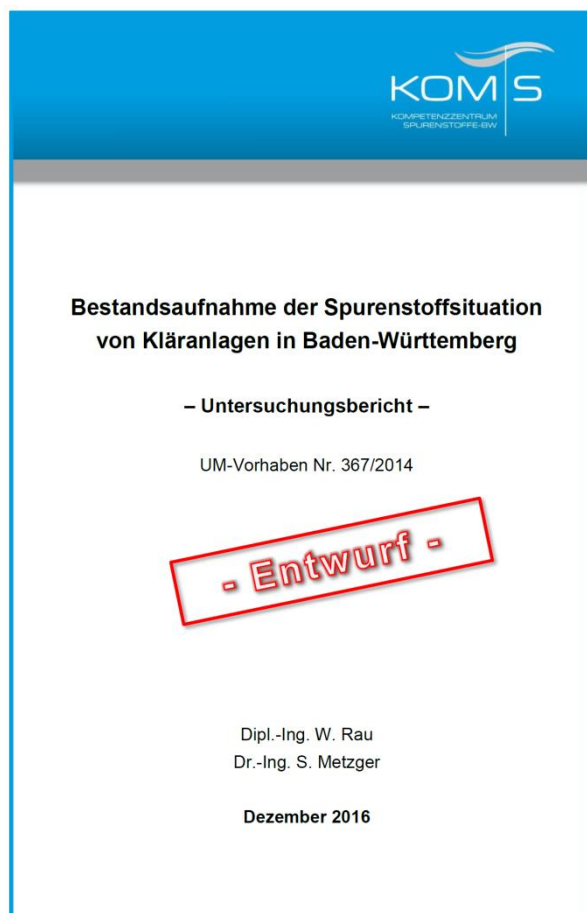 KOM S
KOMPETENZZENTRUM
SPURENSTOFFE-BW
Bestandsaufnahme der Spurenstoffsituation
von Kläranlagen in Baden-Württemberg
– Untersuchungsbericht –
UM-Vorhaben Nr. 367/2014
- Entwurf -
Dipl.-Ing. W. Rau
Dr.-Ing. S. Metzger
Dezember 2016